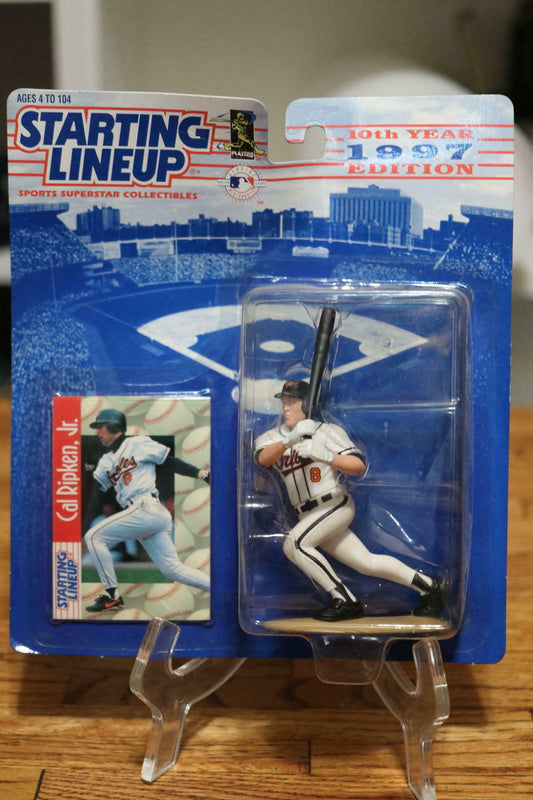 AGES 4 TO 104
STARTING
LINEUP
SPORTS SUPERSTAR COLLECTIBLES
10th YEAR
1997
EDITION
Cal Ripken, Jr.
STARTING
LINEUP
Orioles
8